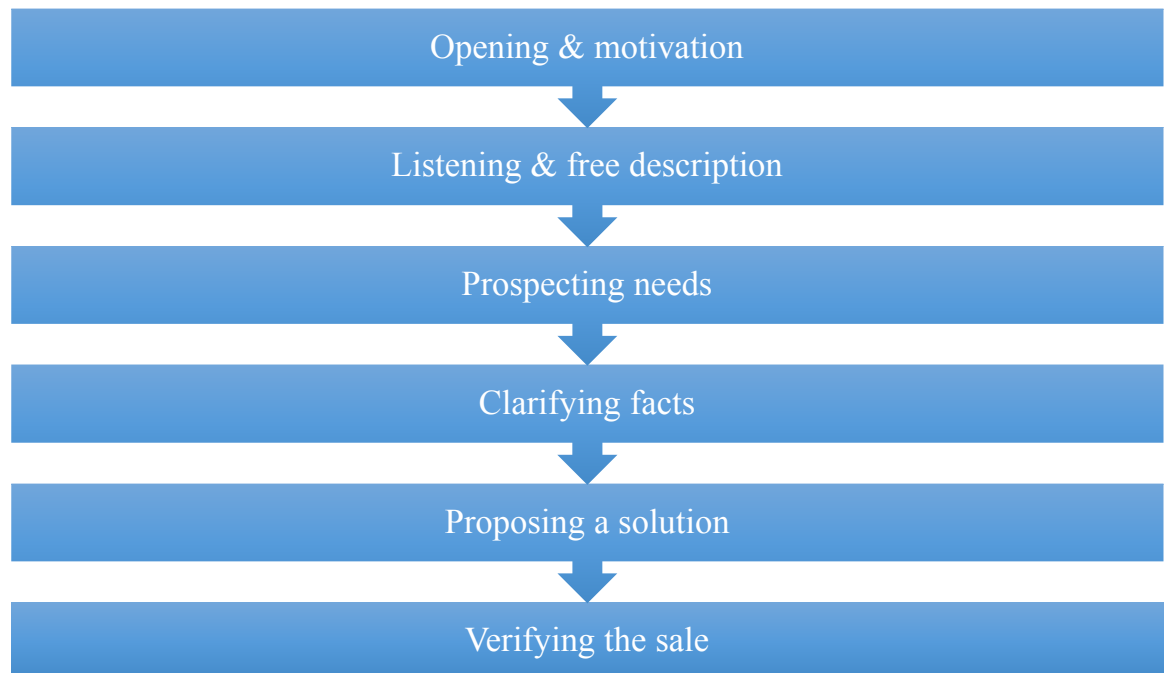 Opening & motivation
Listening & free description
Prospecting needs
Clarifying facts
Proposing a solution
Verifying the sale